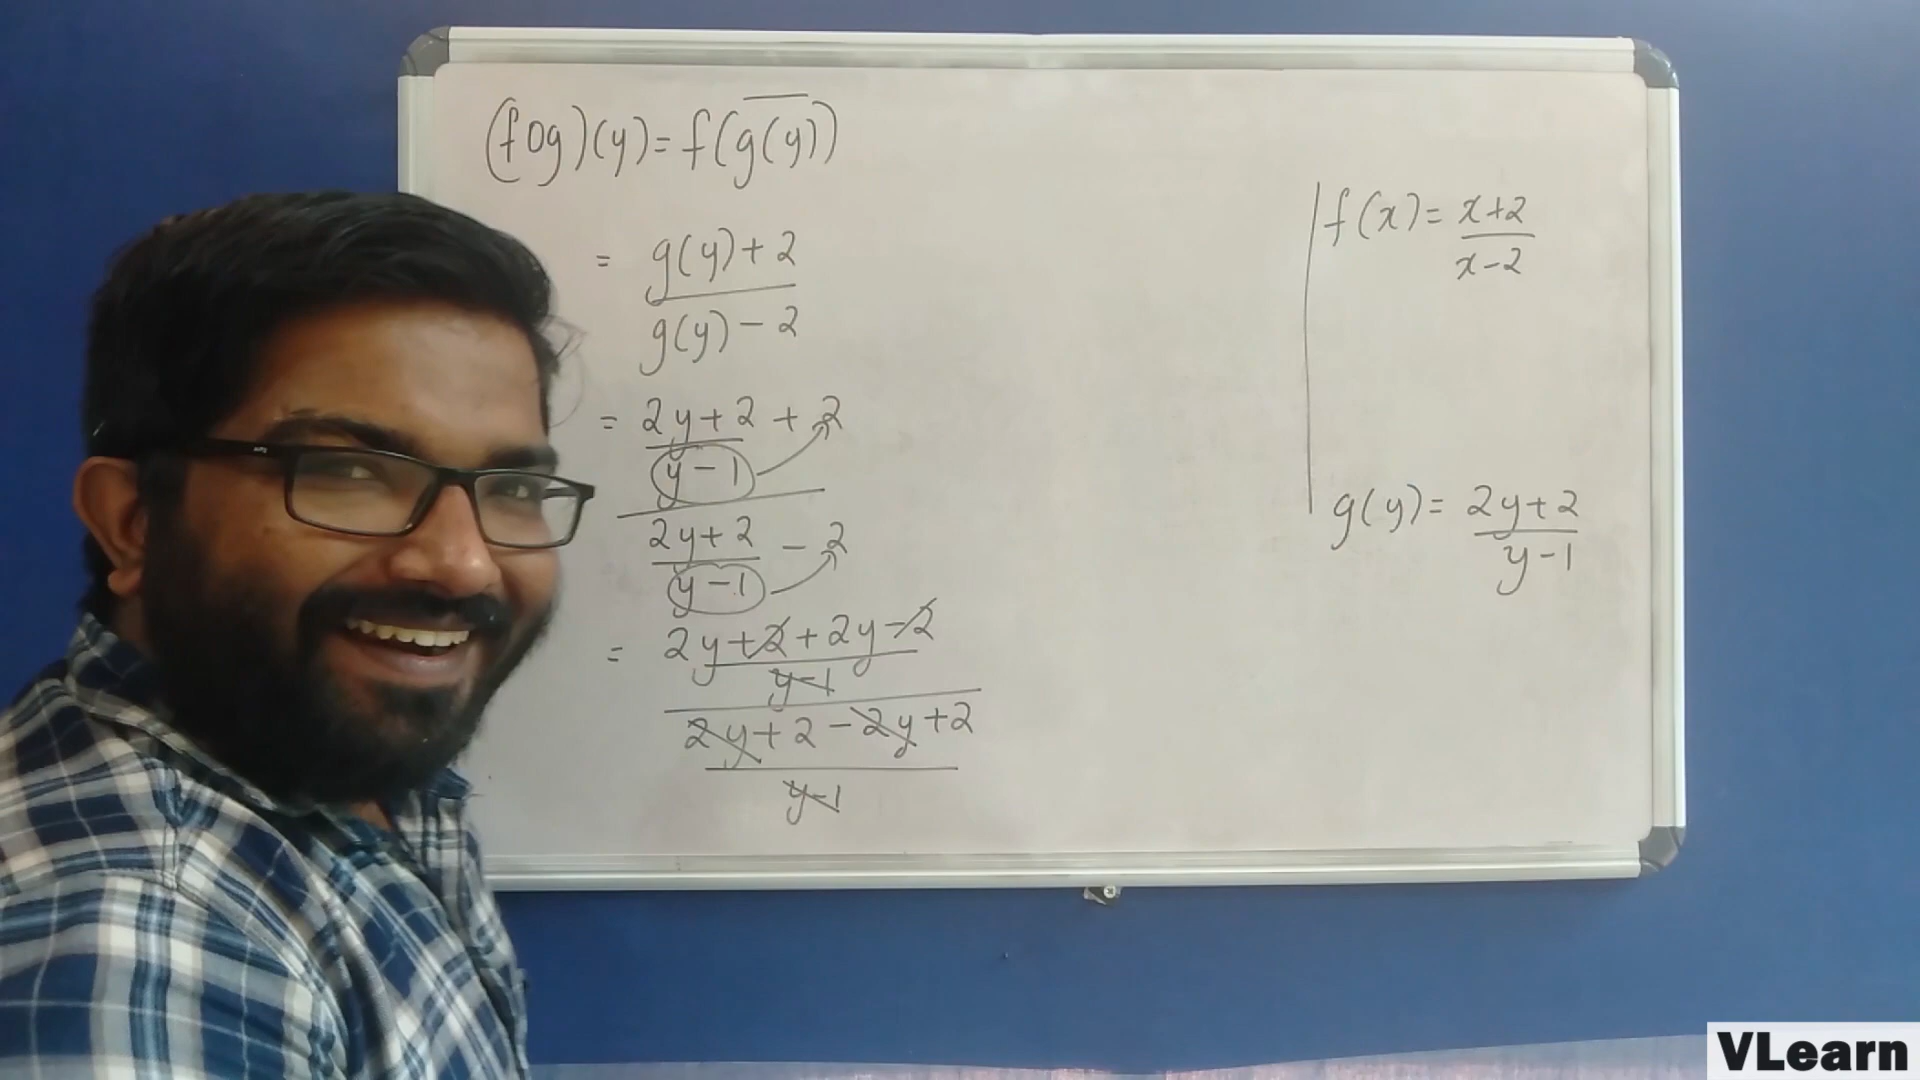 (fog)(y) = f(g(y))
= g(y) + 2
g(y) - 2
= 2y + 2 + 2
y - 1
2y + 2 - 2
y - 1
= 2y + 2 + 2y - 2
y - 1
2y + 2 - 2y + 2
y - 1
f(x) = x+2
x-2
g(y) = 2y+2
y-1
VLearn